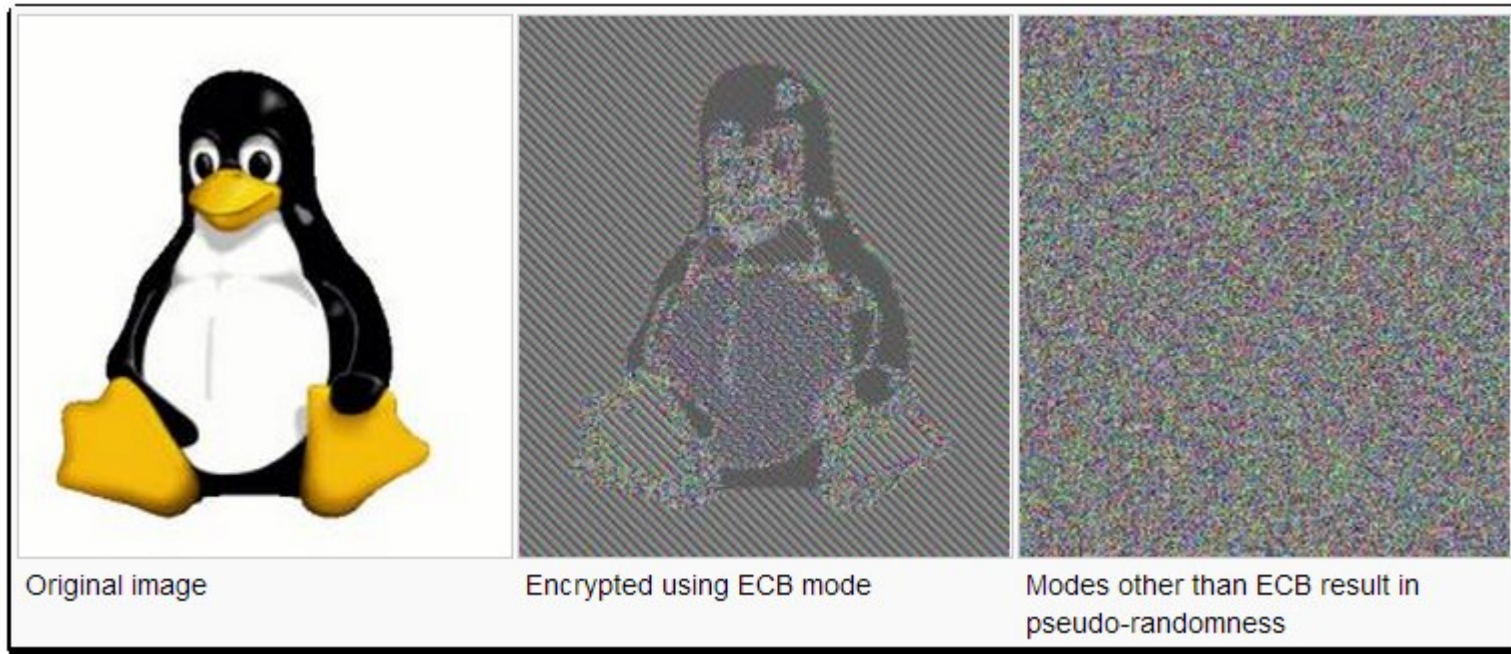 Original image
Encrypted using ECB mode
Modes other than ECB result in
pseudo-randomness